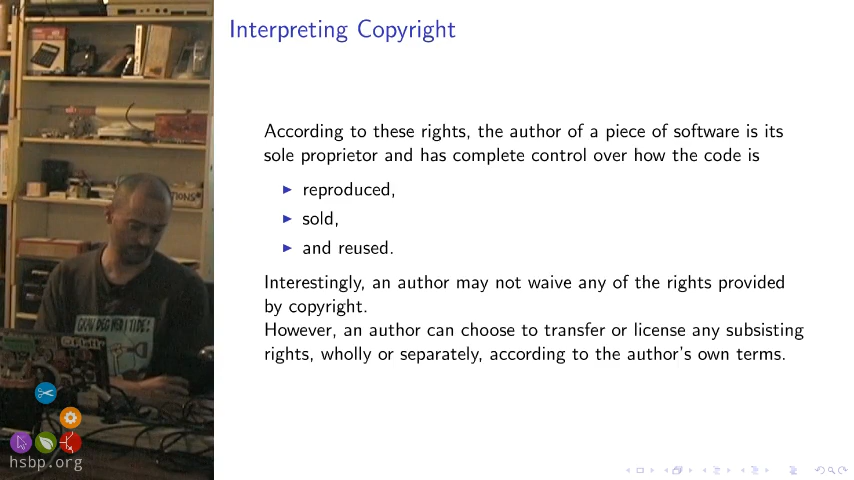 Interpreting Copyright
According to these rights, the author of a piece of software is its
sole proprietor and has complete control over how the code is
reproduced,
sold,
and reused.
Interestingly, an author may not waive any of the rights provided
by copyright.
However, an author can choose to transfer or license any subsisting
rights, wholly or separately, according to the author's own terms.
hsbp.org